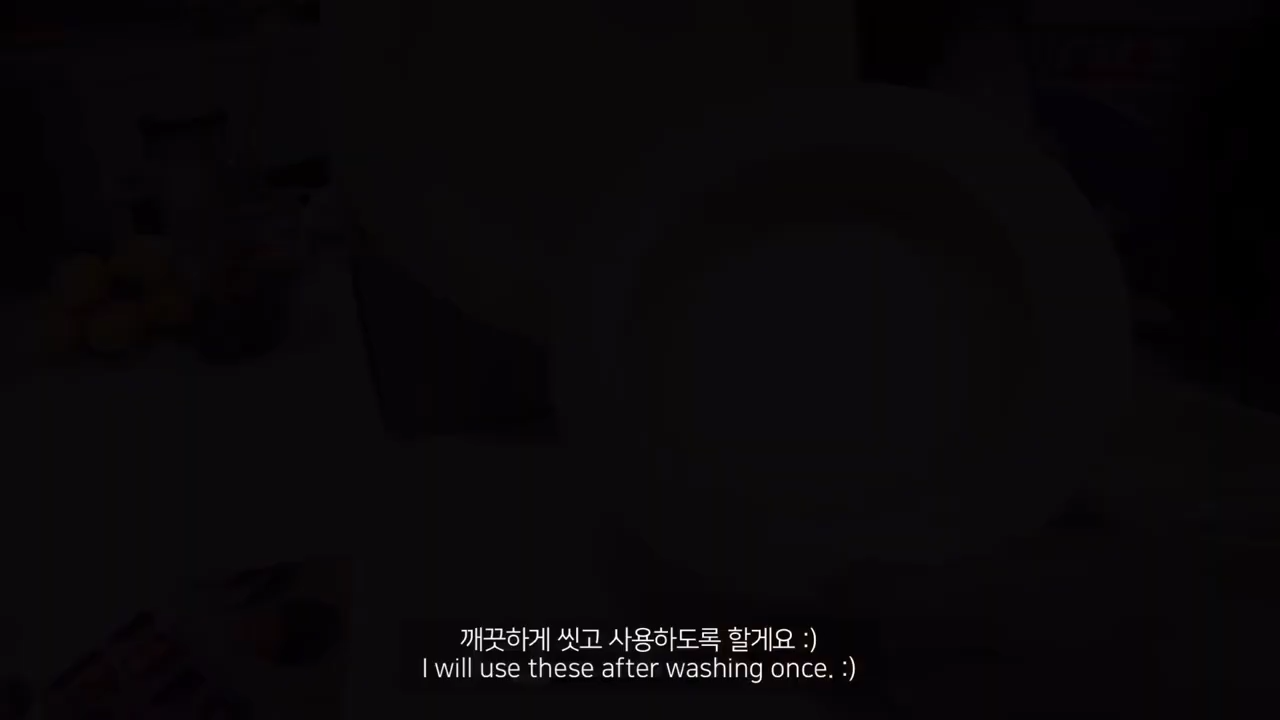 깨끗하게 씻고 사용하도록 할게요 :)
I will use these after washing once. :)